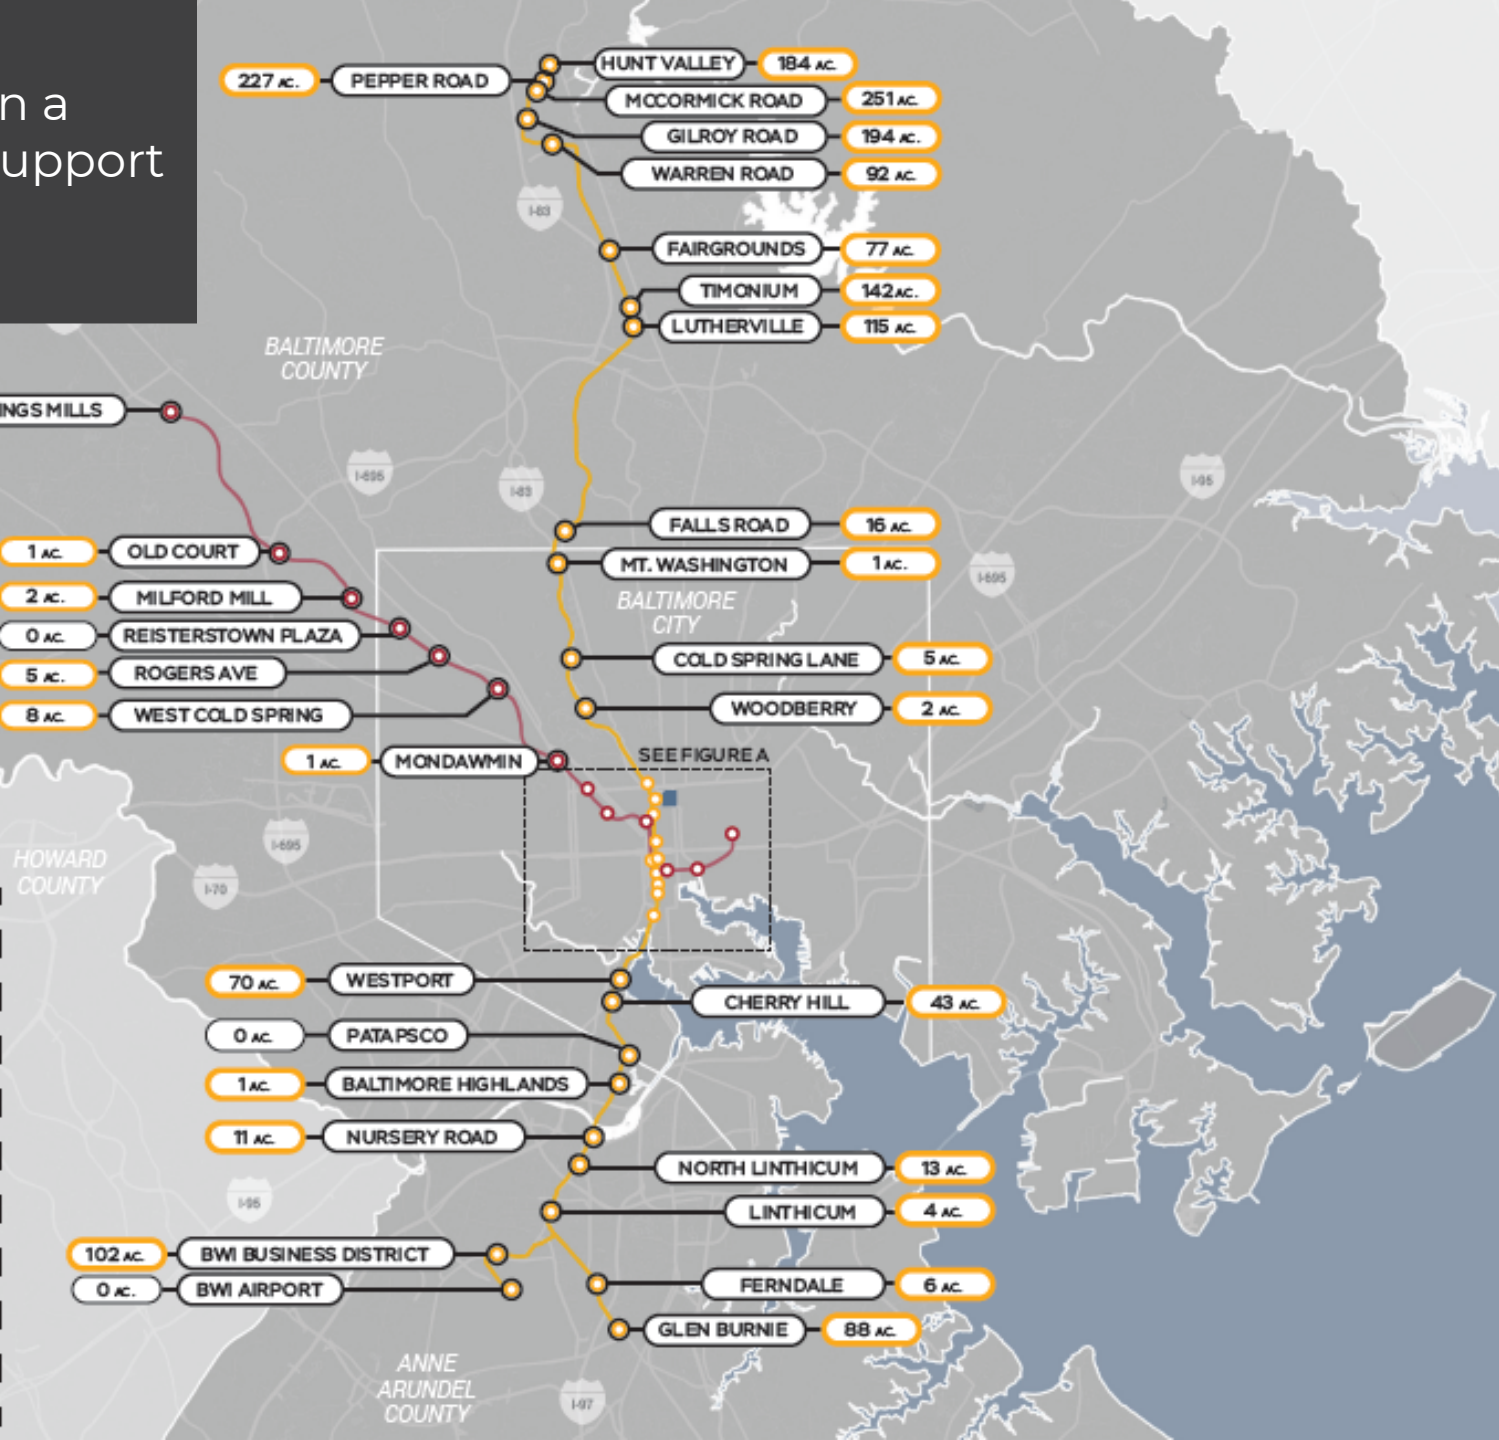 n a
upport
HUNT VALLEY 184 AC.
227 AC. PEPPER ROAD
MCCORMICK ROAD 251 AC.
GILROY ROAD 194 AC.
WARREN ROAD 92 AC.
I-83
FAIRGROUNDS 77 AC.
TIMONIUM 142 AC.
LUTHERVILLE 115 AC.
BALTIMORE
COUNTY
INGS MILLS
I-695
I-83
I-95
FALLS ROAD 16 AC.
1 AC. OLD COURT
MT. WASHINGTON 1 AC.
I-695
2 AC. MILFORD MILL
BALTIMORE
CITY
0 AC. REISTERSTOWN PLAZA
COLD SPRING LANE 5 AC.
5 AC. ROGERS AVE
WOODBERRY 2 AC.
8 AC. WEST COLD SPRING
SEE FIGURE A
1 AC. MONDAWMIN
I-695
HOWARD
COUNTY
I-70
70 AC. WESTPORT
CHERRY HILL 43 AC.
0 AC. PATAPSCO
1 AC. BALTIMORE HIGHLANDS
11 AC. NURSERY ROAD
NORTH LINTHICUM 13 AC.
I-95
LINTHICUM 4 AC.
102 AC. BWI BUSINESS DISTRICT
0 AC. BWI AIRPORT
FERNDALE 6 AC.
GLEN BURNIE 88 AC.
ANNE
ARUNDEL
COUNTY
I-97